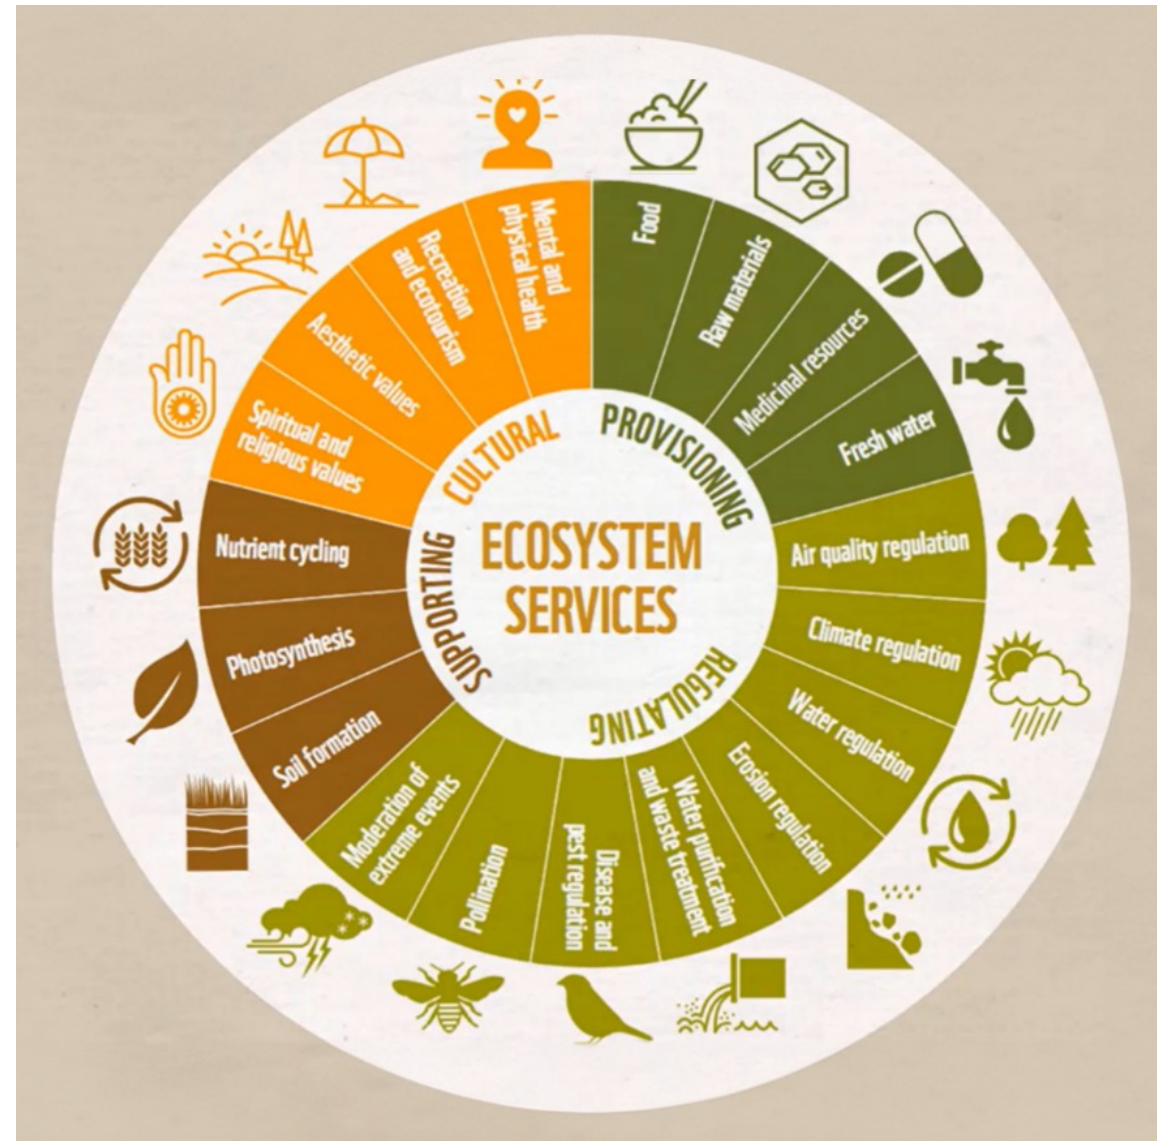 ECOSYSTEM
SERVICES
PROVISIONING
Food
Raw materials
Medicinal resources
Fresh water
REGULATING
Air quality regulation
Climate regulation
Water regulation
Erosion regulation
Water purification
and waste treatment
Disease and
pest regulation
Pollination
Moderation of
extreme events
SUPPORTING
Soil formation
Photosynthesis
Nutrient cycling
CULTURAL
Spiritual and
religious values
Aesthetic values
Recreation
and ecotourism
Mental and
physical health